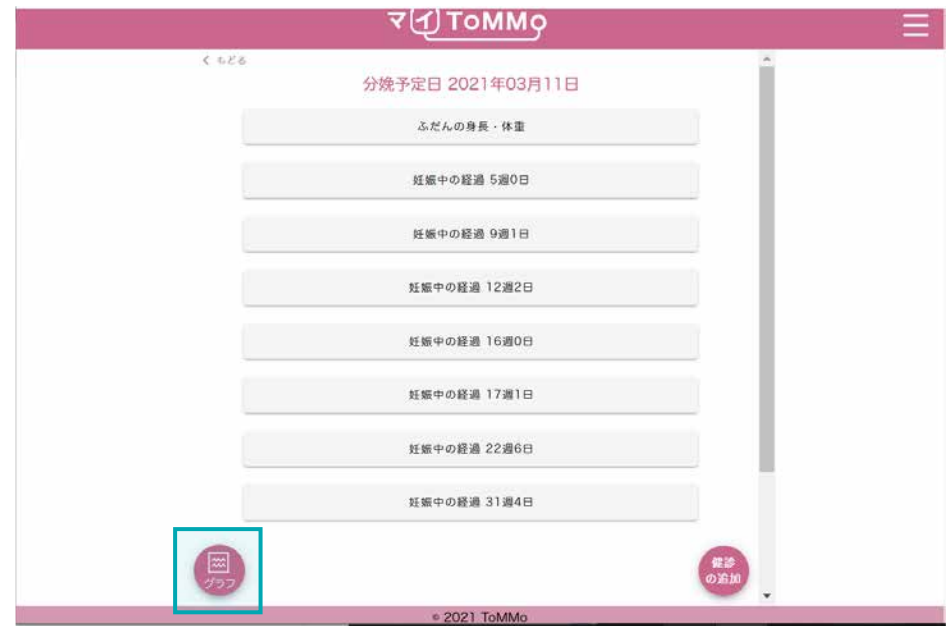 マイToMMo
もどる
分娩予定日 2021年03月11日
ふだんの身長・体重
妊娠中の経過 5週0日
妊娠中の経過 9週1日
妊娠中の経過 12週2日
妊娠中の経過 16週0日
妊娠中の経過 17週1日
妊娠中の経過 22週6日
妊娠中の経過 31週4日
グラフ
健診
の追加
© 2021 ToMMo